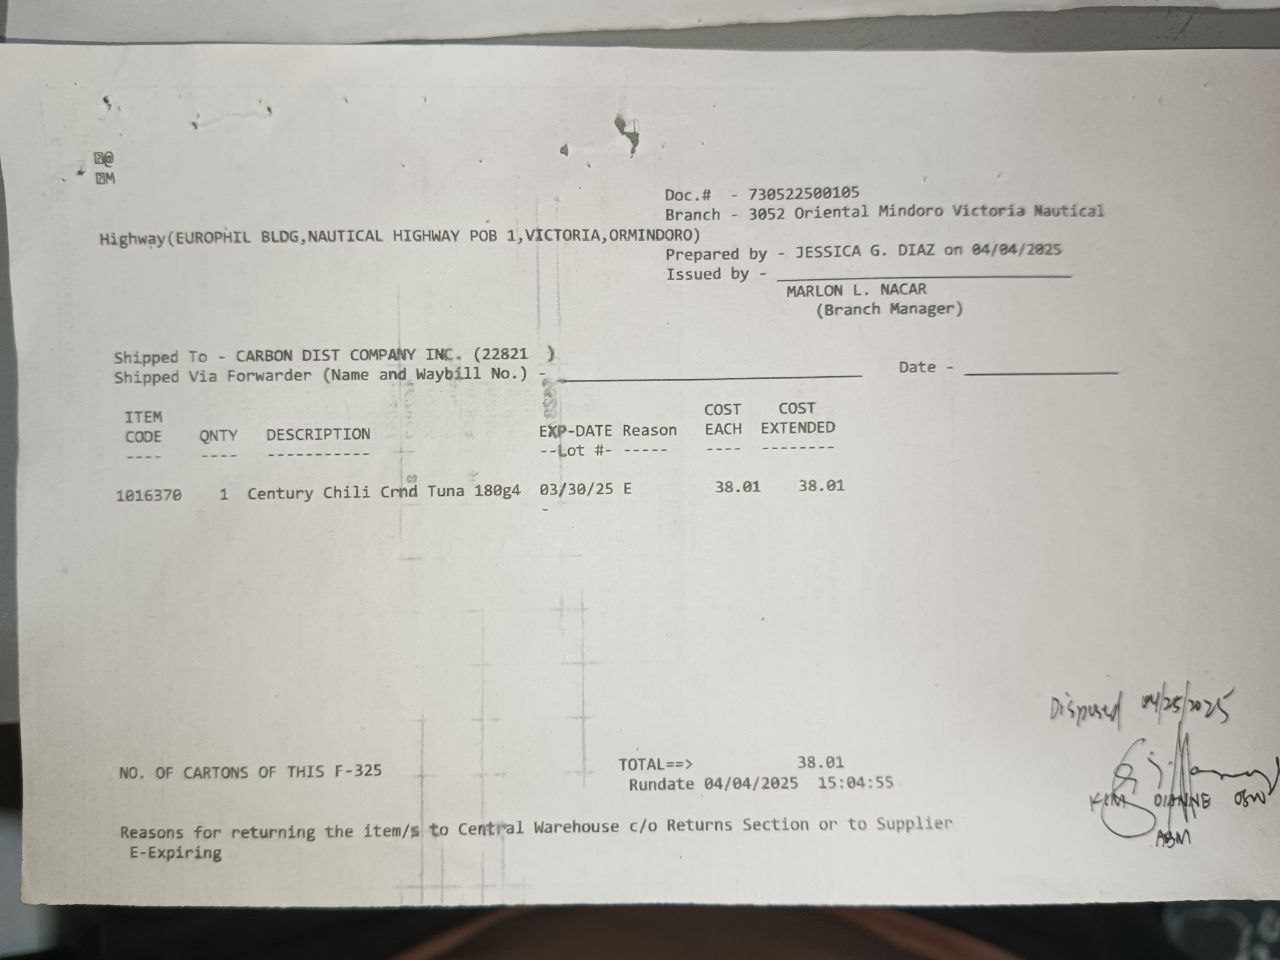 @
M
Doc.# - 730522500105
Branch - 3052 Oriental Mindoro Victoria Nautical
Highway(EUROPHIL BLDG,NAUTICAL HIGHWAY POB 1,VICTORIA,ORMINDORO)
Prepared by - JESSICA G. DIAZ on 04/04/2025
Issued by -
MARLON L. NACAR
(Branch Manager)
Shipped To - CARBON DIST COMPANY INC. (22821 )
Shipped Via Forwarder (Name and Waybill No.) - Date -
ITEM COST COST
CODE QNTY DESCRIPTION EXP-DATE Reason EACH EXTENDED
---- ---- ----------- --Lot #- ----- ---- --------
1016370 1 Century Chili Crnd Tuna 180g4 03/30/25 E 38.01 38.01
-
Disposed 04/25/2025
NO. OF CARTONS OF THIS F-325 TOTAL==> 38.01
Rundate 04/04/2025 15:04:55
KIM DIANNE
ABM
Reasons for returning the item/s to Central Warehouse c/o Returns Section or to Supplier
E-Expiring